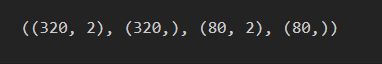 ((320, 2), (320,), (80, 2), (80,))